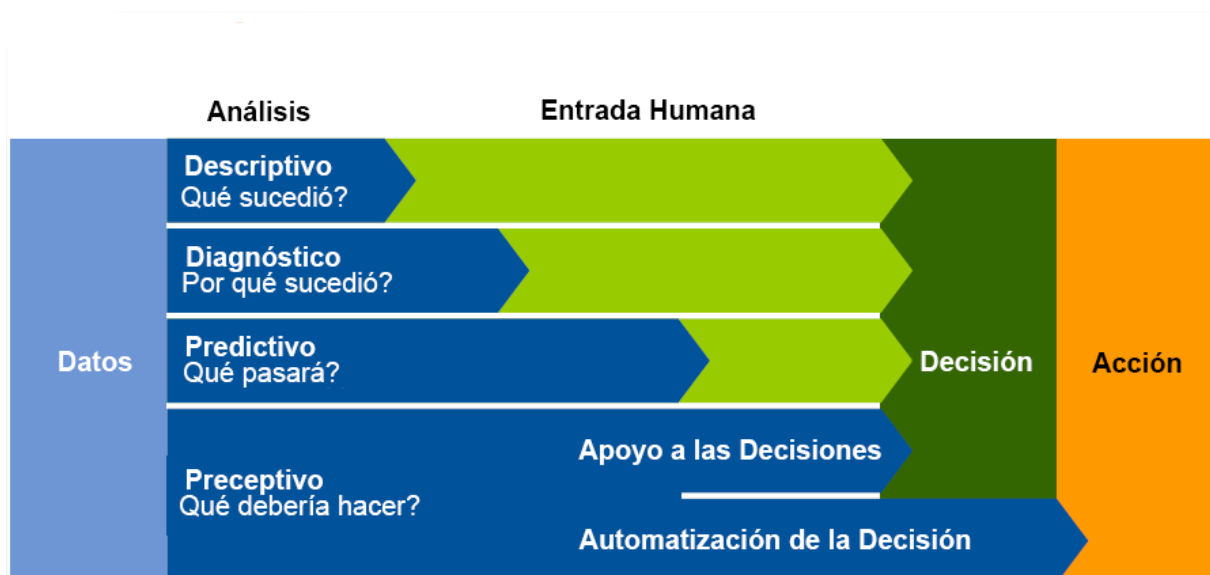 Análisis
Entrada Humana
Datos
Descriptivo
Qué sucedió?
Diagnóstico
Por qué sucedió?
Predictivo
Qué pasará?
Preceptivo
Qué debería hacer?
Apoyo a las Decisiones
Automatización de la Decisión
Decisión
Acción